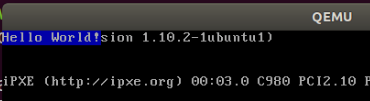 QEMU
Hello World!sion 1.10.2-1ubuntu1)
iPXE (http://ipxe.org) 00:03.0 C980 PCI2.10 P